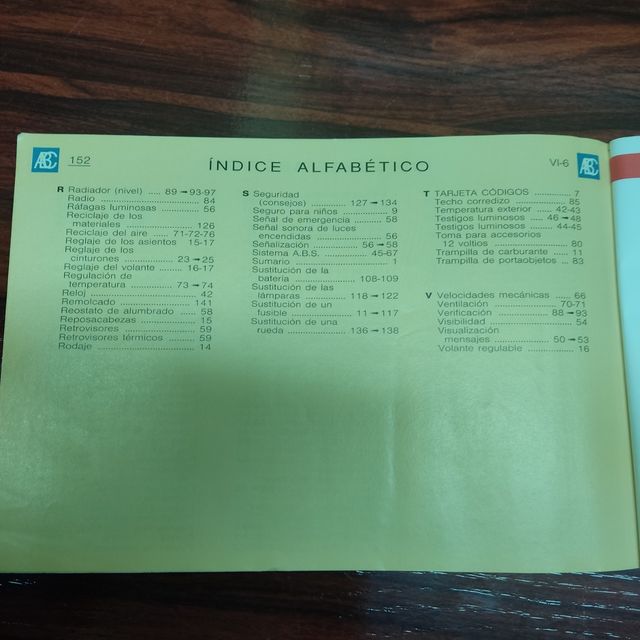 ABC 152 ÍNDICE ALFABÉTICO VI-6 ABC
R Radiador (nivel) ..... 89 ➞ 93-97
Radio ................................ 84
Ráfagas luminosas .......... 56
Reciclaje de los
materiales ....................... 126
Reciclaje del aire ...... 71-72-76
Reglaje de los asientos 15-17
Reglaje de los
cinturones .............. 23 ➞ 25
Reglaje del volante ........ 16-17
Regulación de
temperatura .............. 73 ➞ 74
Reloj ................................ 42
Remolcado ..................... 141
Reostato de alumbrado .. 58
Reposacabezas .............. 15
Retrovisores .................... 59
Retrovisores térmicos ..... 59
Rodaje ............................. 14
S Seguridad
(consejos) ............. 127 ➞ 134
Seguro para niños ........... 9
Señal de emergencia ...... 58
Señal sonora de luces
encendidas ................... 56
Señalización ............ 56 ➞ 58
Sistema A.B.S. ............ 45-67
Sumario .......................... 1
Sustitución de la
batería ...................... 108-109
Sustitución de las
lámparas ............. 118 ➞ 122
Sustitución de un
fusible ................... 11 ➞ 117
Sustitución de una
rueda ................... 136 ➞ 138
T TARJETA CÓDIGOS ........... 7
Techo corredizo ............... 85
Temperatura exterior .... 42-43
Testigos luminosos ... 46 ➞ 48
Testigos luminosos ...... 44-45
Toma para accesorios
12 voltios ....................... 80
Trampilla de carburante .... 11
Trampilla de portaobjetos ... 83
V Velocidades mecánicas ..... 66
Ventilación .................... 70-71
Verificación ............... 88 ➞ 93
Visibilidad ...................... 54
Visualización
mensajes ................ 50 ➞ 53
Volante regulable ............ 16